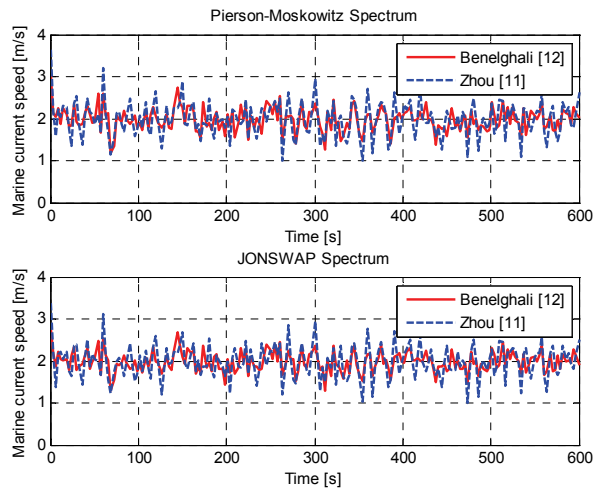 Pierson-Moskowitz Spectrum
Marine current speed [m/s]
4
3
2
1
0
Benelghali [12]
Zhou [11]
0 100 200 300 400 500 600
Time [s]
JONSWAP Spectrum
Marine current speed [m/s]
4
3
2
1
0
Benelghali [12]
Zhou [11]
0 100 200 300 400 500 600
Time [s]